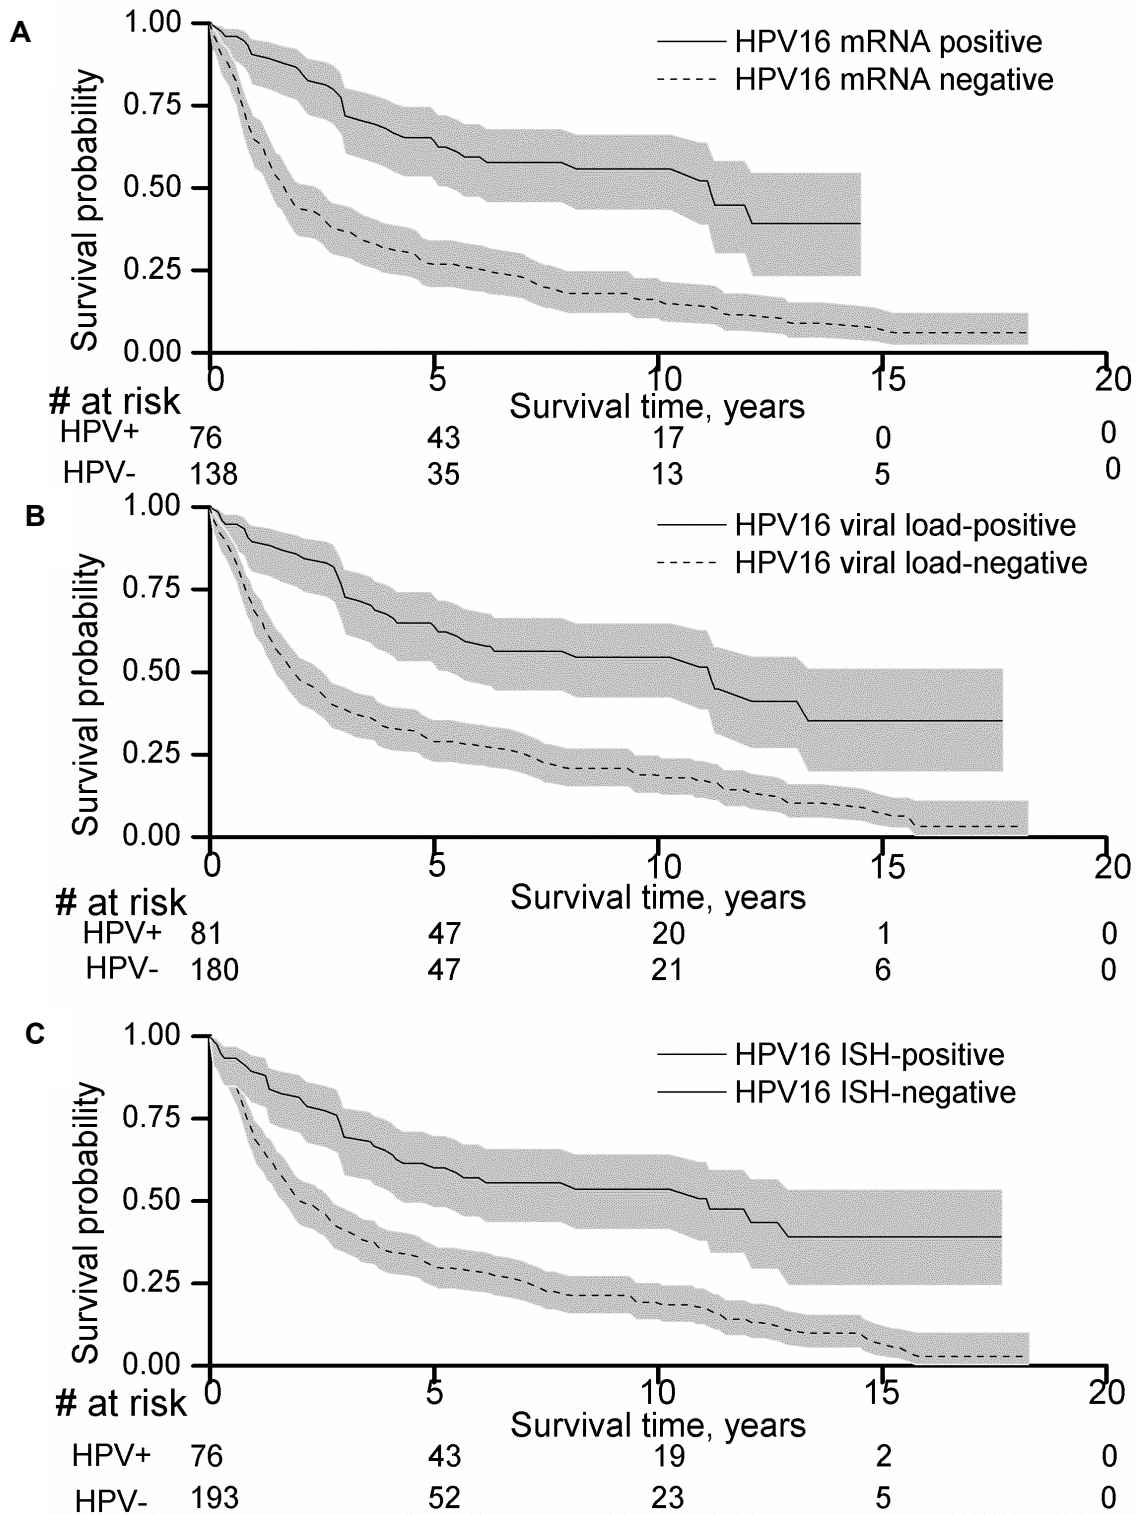 A
1.00
HPV16 mRNA positive
HPV16 mRNA negative
0.75
0.50
0.25
0.00
Survival probability
0 5 10 15 20
# at risk
Survival time, years
HPV+ 76 43 17 0 0
HPV- 138 35 13 5 0
B
1.00
HPV16 viral load-positive
HPV16 viral load-negative
0.75
0.50
0.25
0.00
Survival probability
0 5 10 15 20
Survival time, years
# at risk
HPV+ 81 47 20 1 0
HPV- 180 47 21 6 0
C
1.00
HPV16 ISH-positive
HPV16 ISH-negative
0.75
0.50
0.25
0.00
Survival probability
0 5 10 15 20
# at risk
Survival time, years
HPV+ 76 43 19 2 0
HPV- 193 52 23 5 0